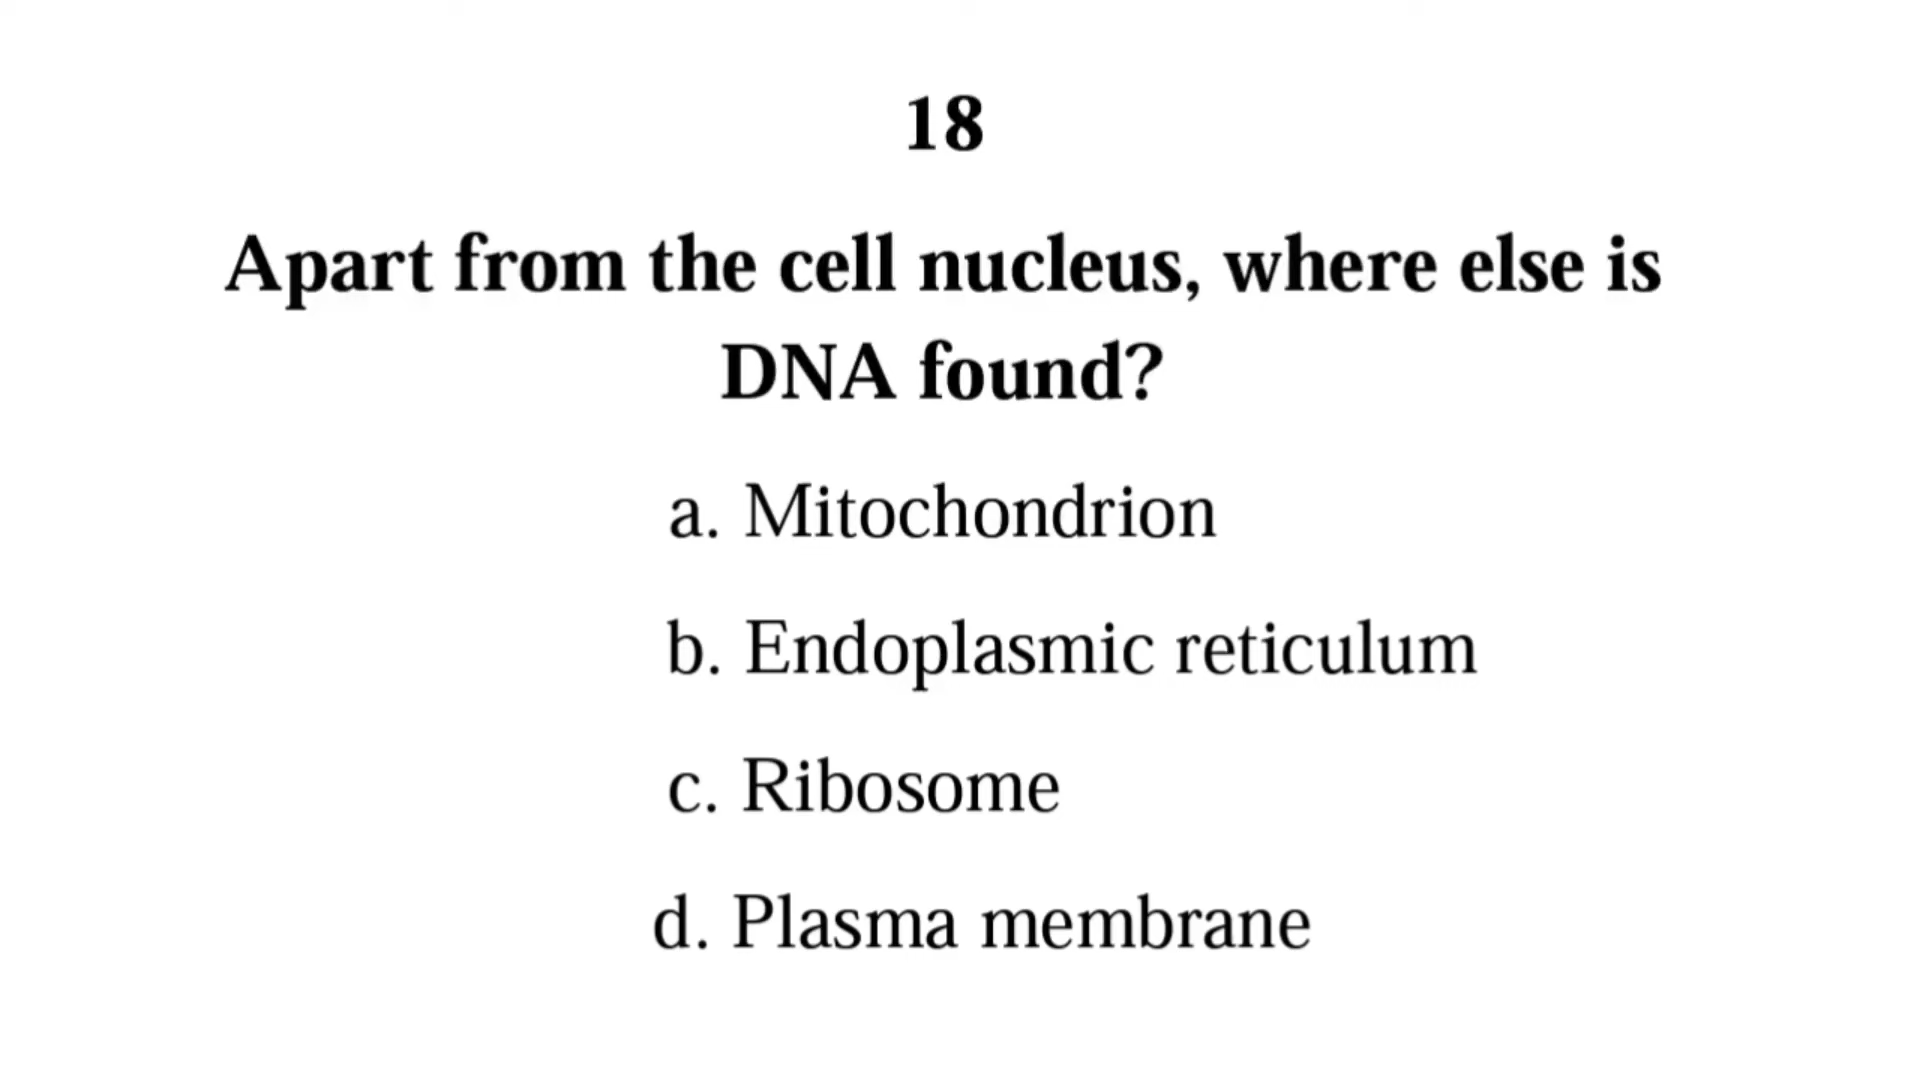 18
Apart from the cell nucleus, where else is
DNA found?
a. Mitochondrion
b. Endoplasmic reticulum
c. Ribosome
d. Plasma membrane